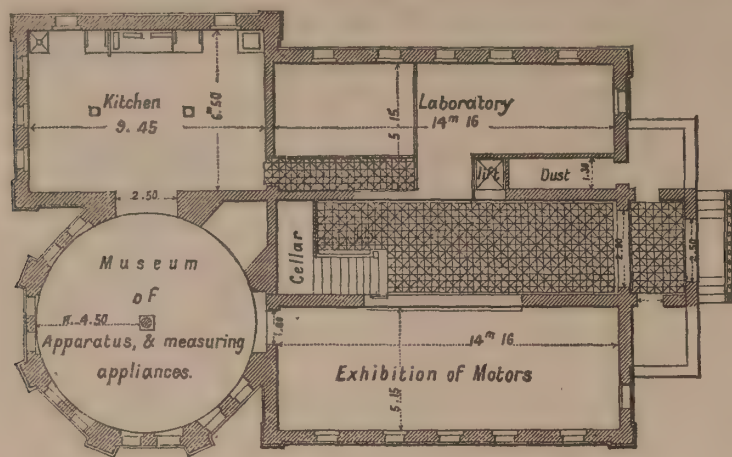 Kitchen
9.45
6.m50
Laboratory
14m 16
5.15
lift
Dust
1.30
2.50
Museum
of
R. 4.50
Apparatus, & measuring
appliances.
Cellar
2.50
2.50
1.60
14m 16
Exhibition of Motors
5.15